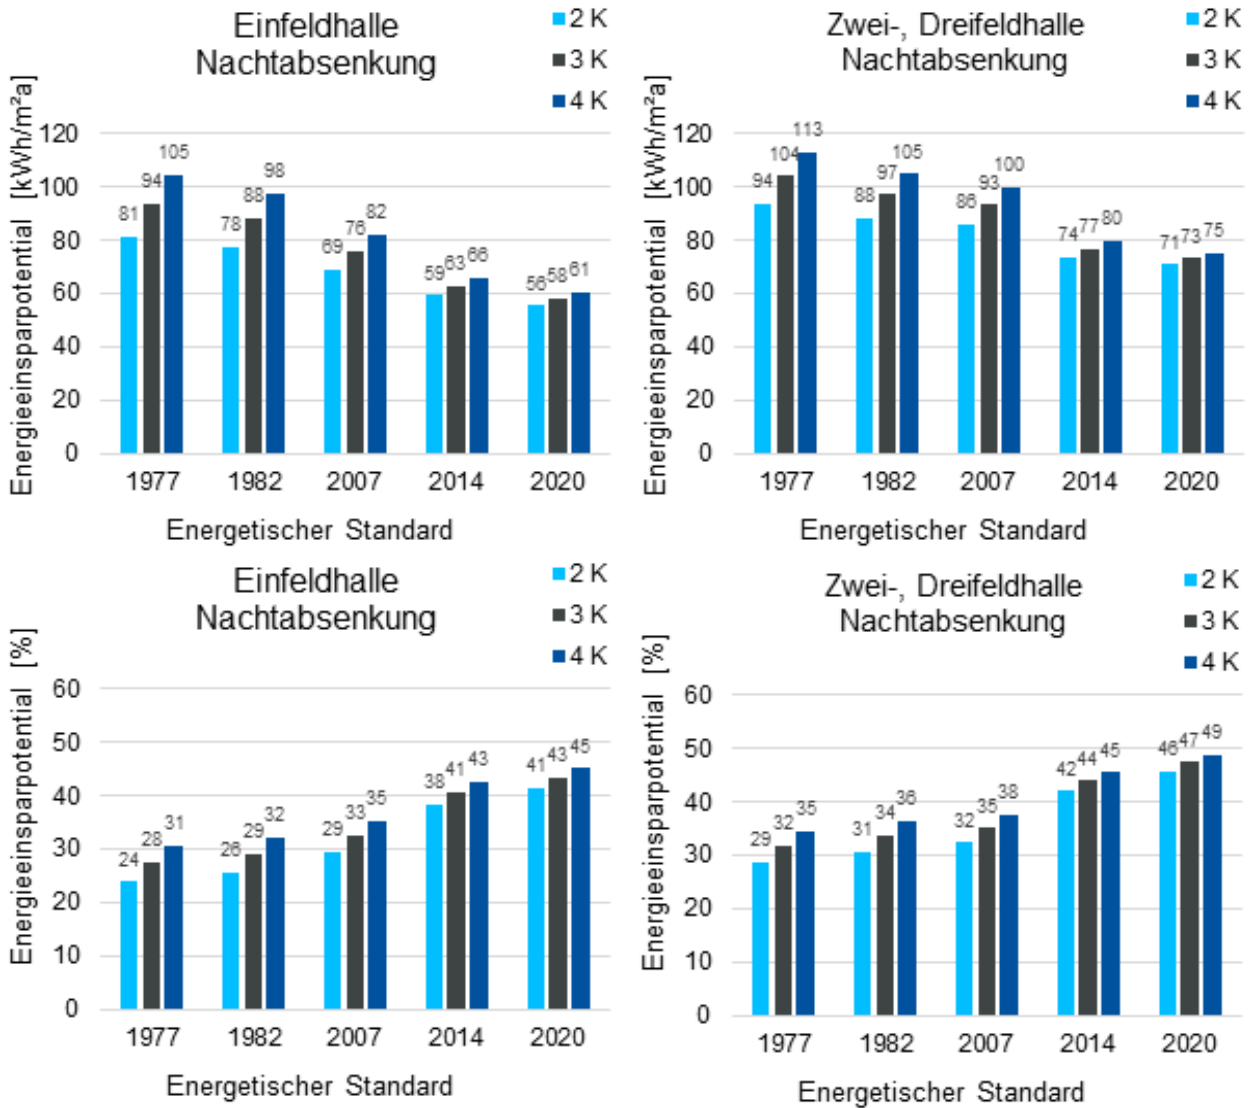 Einfeldhalle
Nachtabsenkung
2 K
3 K
4 K
Energieeinsparpotential [kWh/m²a]
120
100
80
60
40
20
0
81 94 105
78 88 98
69 76 82
59 63 66
56 58 61
1977 1982 2007 2014 2020
Energetischer Standard
Zwei-, Dreifeldhalle
Nachtabsenkung
2 K
3 K
4 K
Energieeinsparpotential [kWh/m²a]
120
100
80
60
40
20
0
94 104 113
88 97 105
86 93 100
74 77 80
71 73 75
1977 1982 2007 2014 2020
Energetischer Standard
Einfeldhalle
Nachtabsenkung
2 K
3 K
4 K
Energieeinsparpotential [%]
60
50
40
30
20
10
0
24 28 31
26 29 32
29 33 35
38 41 43
41 43 45
1977 1982 2007 2014 2020
Energetischer Standard
Zwei-, Dreifeldhalle
Nachtabsenkung
2 K
3 K
4 K
Energieeinsparpotential [%]
60
50
40
30
20
10
0
29 32 35
31 34 36
32 35 38
42 44 45
46 47 49
1977 1982 2007 2014 2020
Energetischer Standard